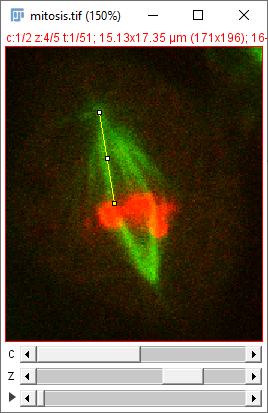 mitosis.tif (150%)
c:1/2 z:4/5 t:1/51; 15.13x17.35 µm (171x196); 16-
c
z